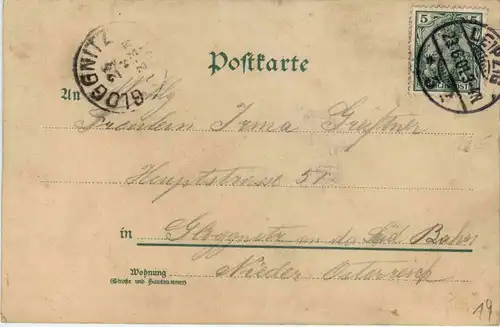 5
LEIPZIG
GLOGGNITZ
Postkarte
An
Fräulein Irma
Hauptstrasse 51
in Gloggnitz an der Süd Bahn
Wohnung Nieder Österreich
(Straße und Hausnummer)
19